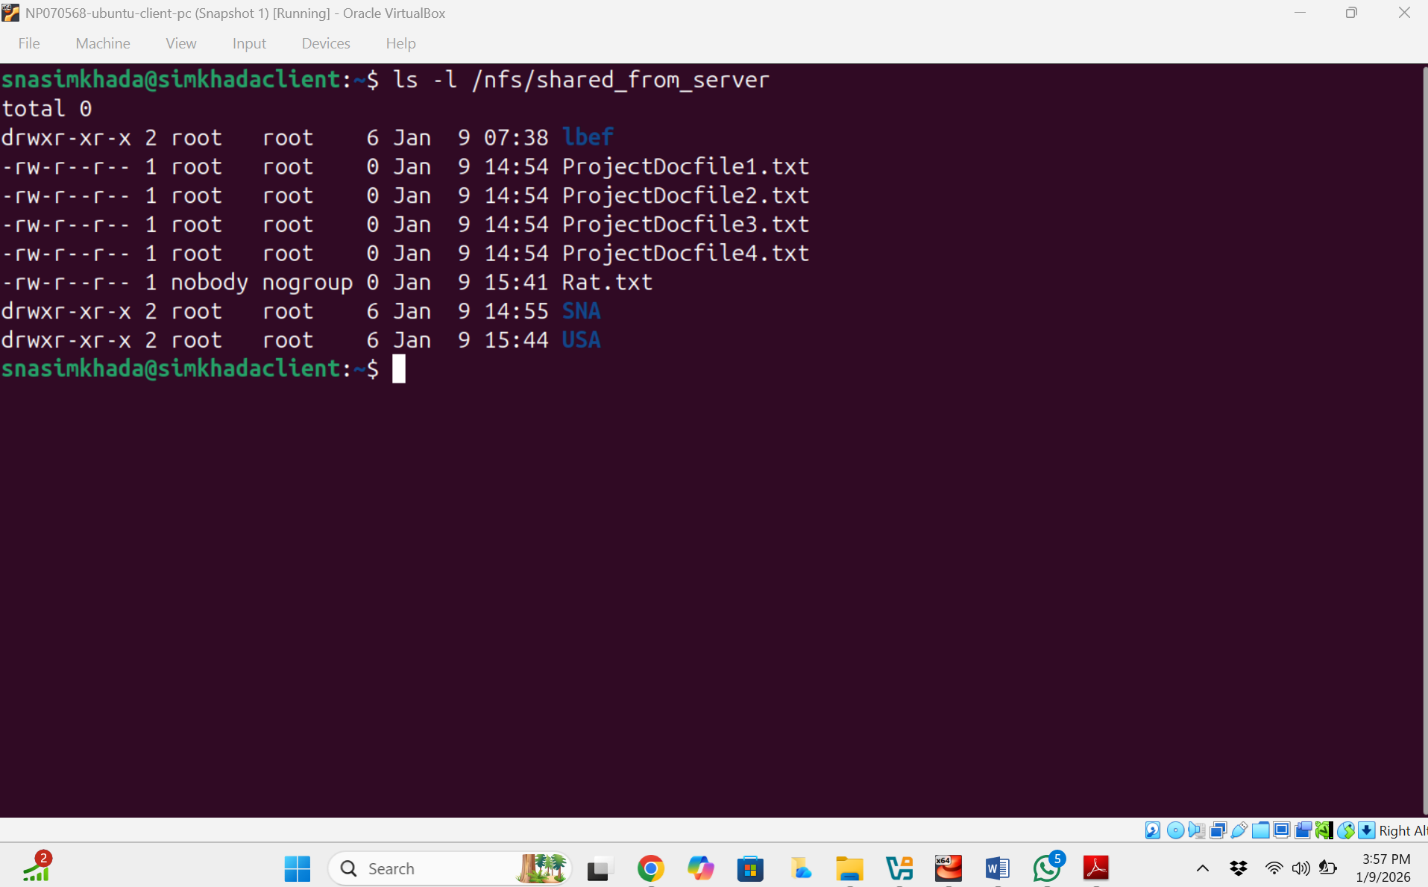 NP070568-ubuntu-client-pc (Snapshot 1) [Running] - Oracle VirtualBox
File Machine View Input Devices Help
snasimkhada@simkhadaclient:~$ ls -l /nfs/shared_from_server
total 0
drwxr-xr-x 2 root   root    6 Jan  9 07:38 lbef
-rw-r--r-- 1 root   root    0 Jan  9 14:54 ProjectDocfile1.txt
-rw-r--r-- 1 root   root    0 Jan  9 14:54 ProjectDocfile2.txt
-rw-r--r-- 1 root   root    0 Jan  9 14:54 ProjectDocfile3.txt
-rw-r--r-- 1 root   root    0 Jan  9 14:54 ProjectDocfile4.txt
-rw-r--r-- 1 nobody nogroup 0 Jan  9 15:41 Rat.txt
drwxr-xr-x 2 root   root    6 Jan  9 14:55 SNA
drwxr-xr-x 2 root   root    6 Jan  9 15:44 USA
snasimkhada@simkhadaclient:~$
Right Al
2
Search
x64
5
3:57 PM
1/9/2026